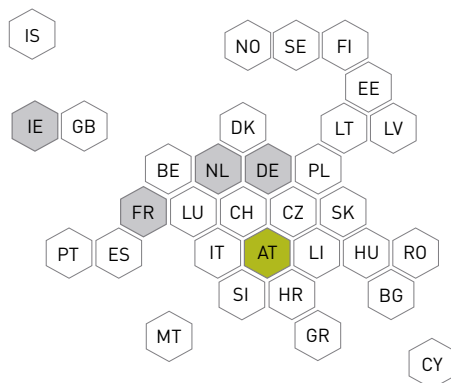 IS
NO SE FI
EE
IE GB DK LT LV
BE NL DE PL
FR LU CH CZ SK
PT ES IT AT LI HU RO
SI HR BG
MT GR
CY